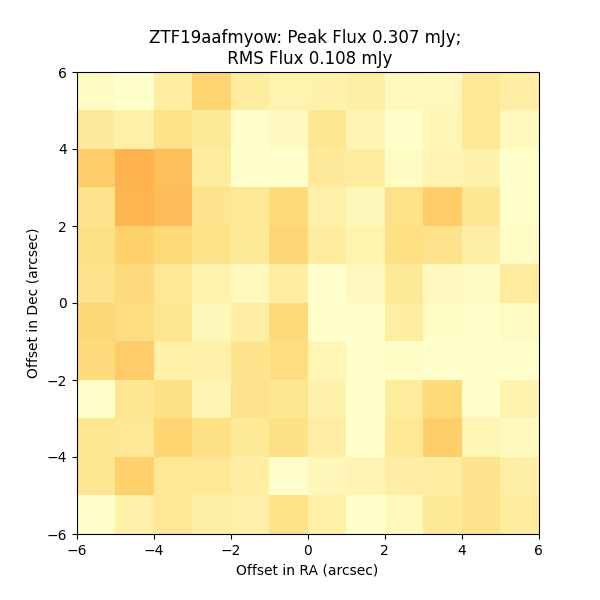 ZTF19aafmyow: Peak Flux 0.307 mJy;
RMS Flux 0.108 mJy
6
4
2
0
−2
−4
−6
Offset in Dec (arcsec)
−6 −4 −2 0 2 4 6
Offset in RA (arcsec)